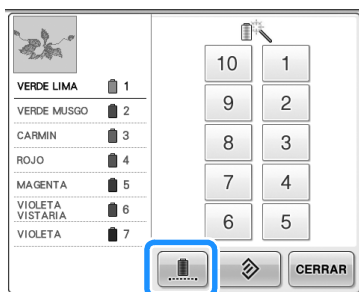 VERDE LIMA 1
VERDE MUSGO 2
CARMIN 3
ROJO 4
MAGENTA 5
VIOLETA
VISTARIA 6
VIOLETA 7
10 1
9 2
8 3
7 4
6 5
CERRAR